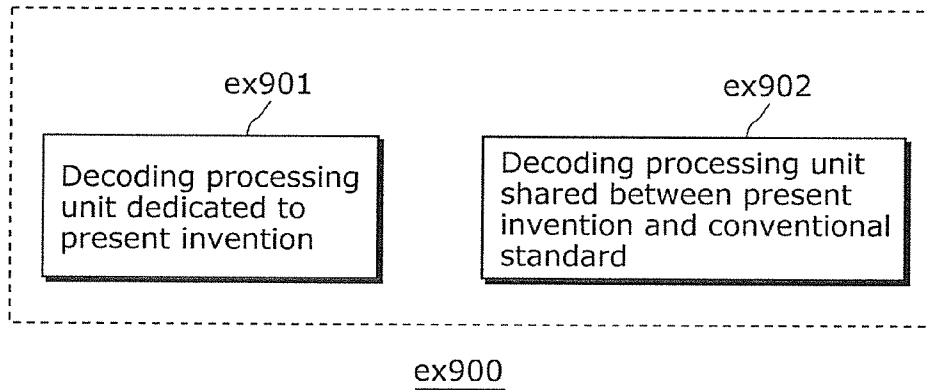 ex901
Decoding processing
unit dedicated to
present invention
ex902
Decoding processing unit
shared between present
invention and conventional
standard
ex900